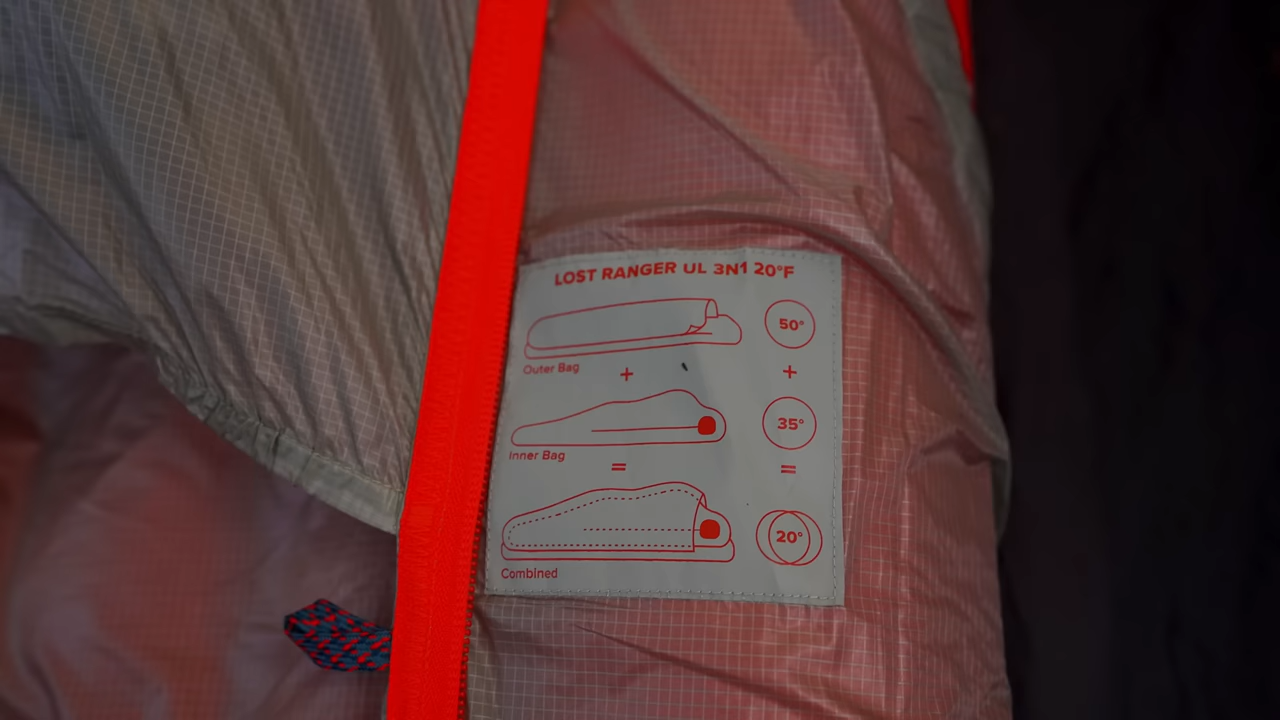 LOST RANGER UL 3N1 20°F
50°
Outer Bag
+ +
35°
Inner Bag
= =
20°
Combined